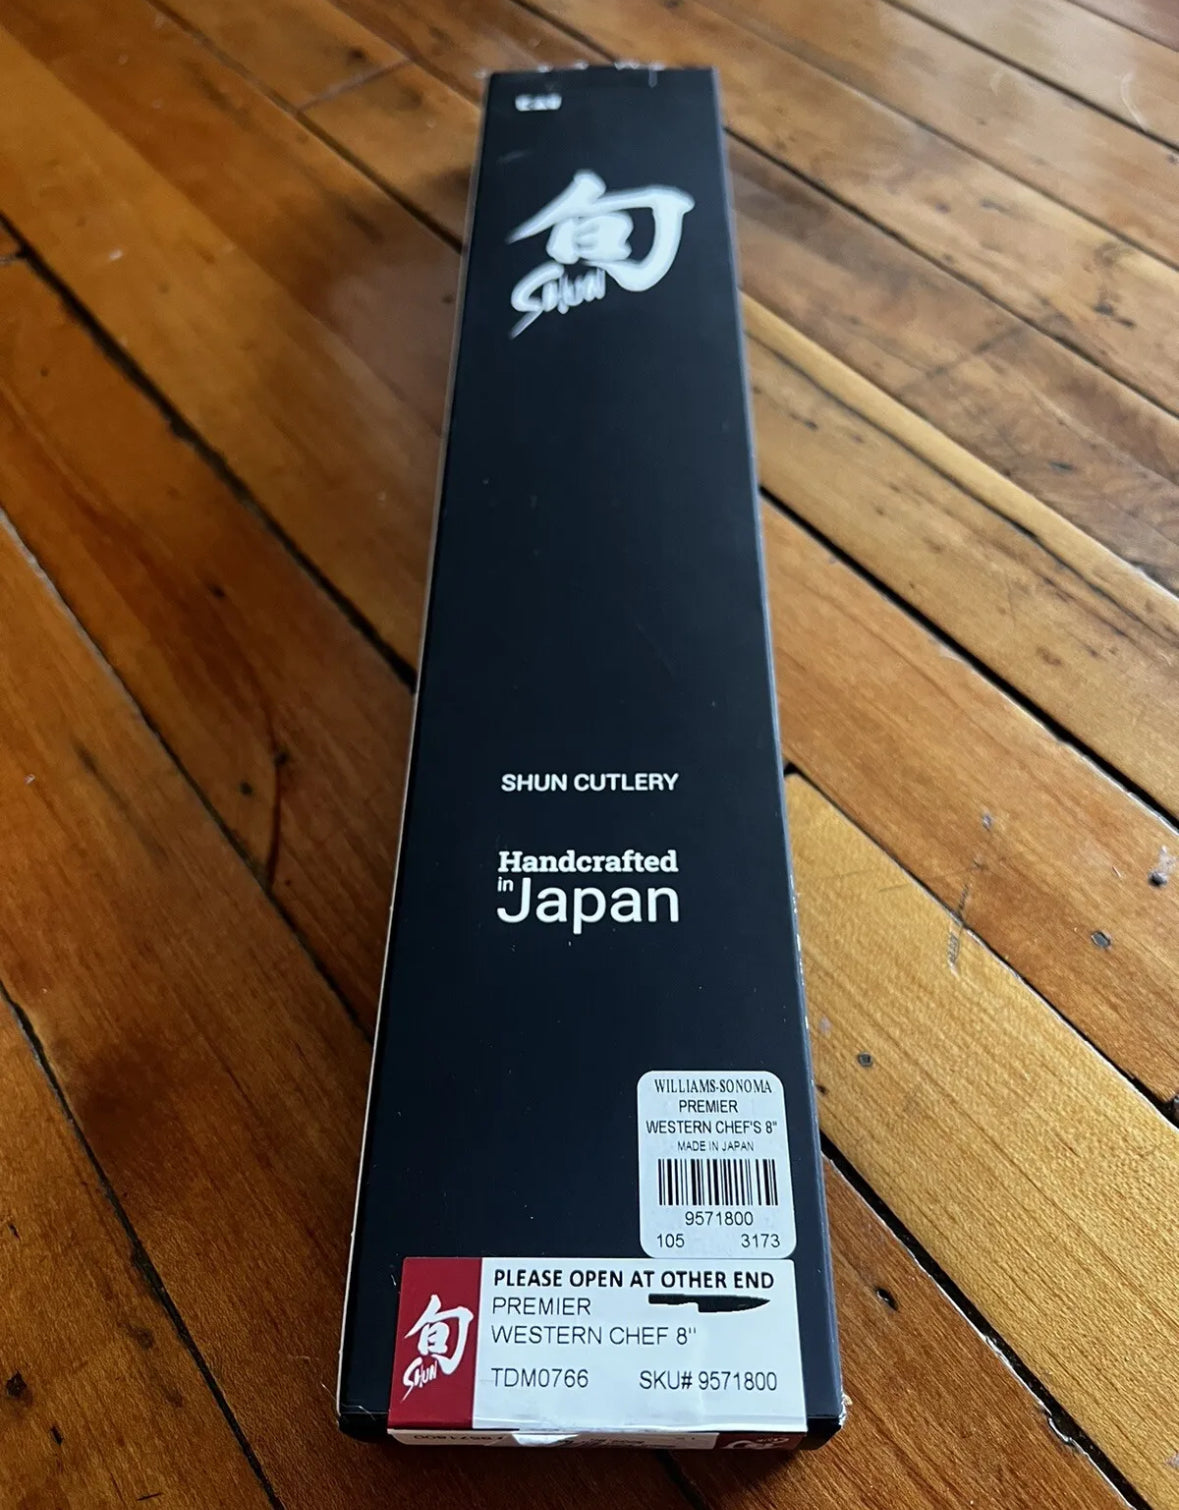 KAI
旬
SHUN
SHUN CUTLERY
Handcrafted
in
Japan
WILLIAMS-SONOMA
PREMIER
WESTERN CHEF'S 8"
MADE IN JAPAN
9571800
105 3173
PLEASE OPEN AT OTHER END
PREMIER
WESTERN CHEF 8"
TDM0766 SKU# 9571800
旬
SHUN